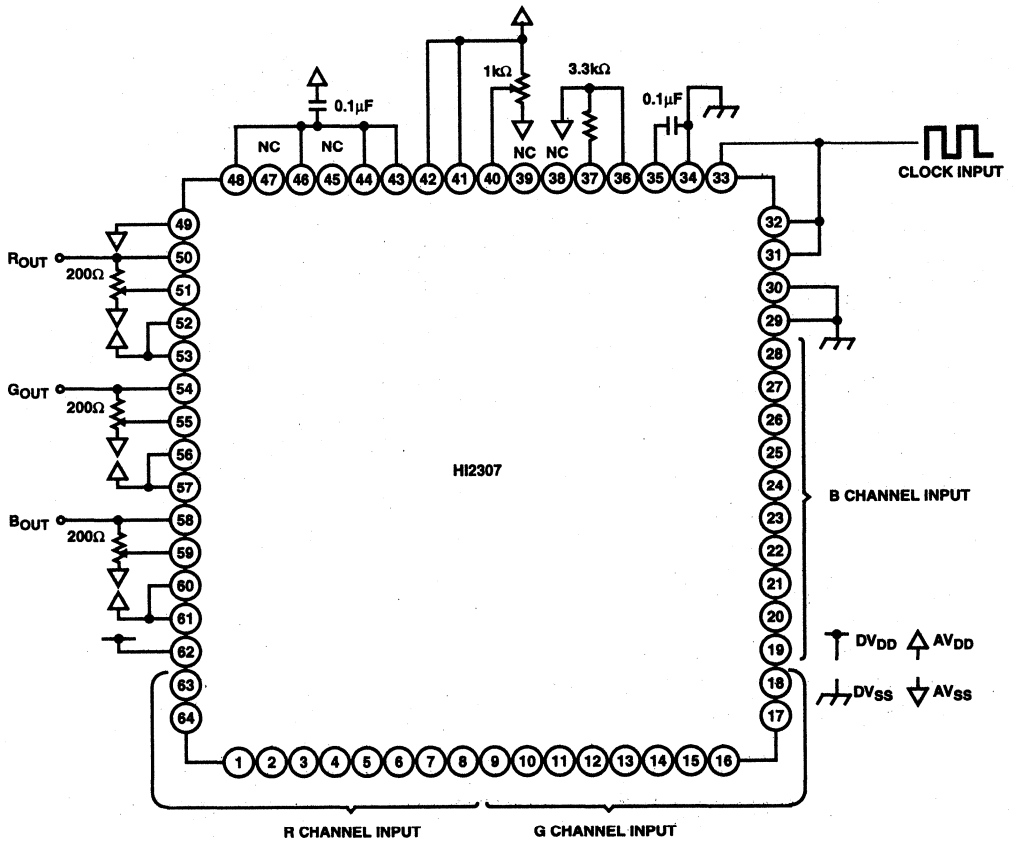 1kΩ 3.3kΩ
0.1μF 0.1μF
NC NC NC NC
48 47 46 45 44 43 42 41 40 39 38 37 36 35 34 33
CLOCK INPUT
49
32
ROUT
50
31
200Ω
51
30
52
29
53
28
GOUT
54
27
200Ω
55
26
56
25
57
24
HI2307
B CHANNEL INPUT
BOUT
58
23
200Ω
59
22
60
21
61
20
62
19
DVDD AVDD
63
18
DVSS AVSS
64
17
1 2 3 4 5 6 7 8 9 10 11 12 13 14 15 16
R CHANNEL INPUT G CHANNEL INPUT